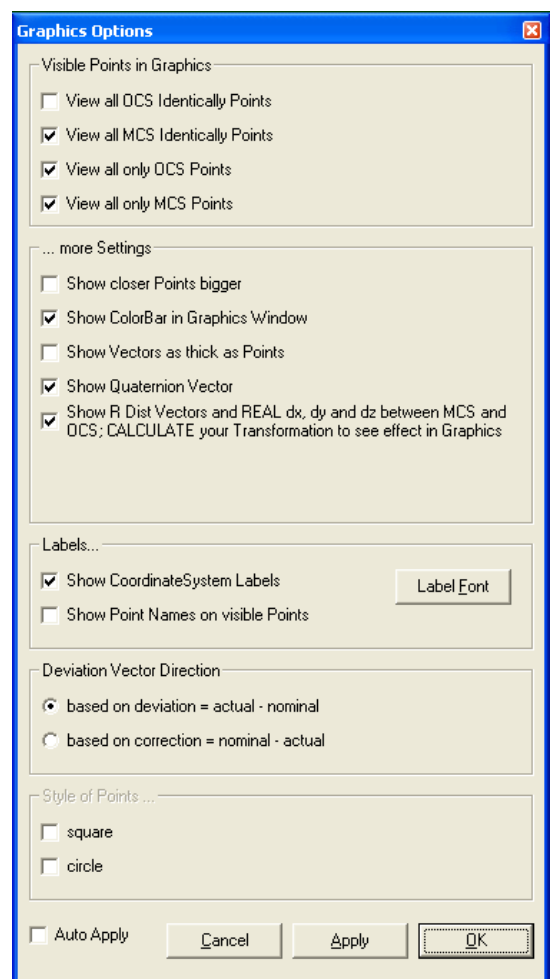 Graphics Options
Visible Points in Graphics
View all OCS Identically Points
View all MCS Identically Points
View all only OCS Points
View all only MCS Points
... more Settings
Show closer Points bigger
Show ColorBar in Graphics Window
Show Vectors as thick as Points
Show Quaternion Vector
Show R Dist Vectors and REAL dx, dy and dz between MCS and
OCS; CALCULATE your Transformation to see effect in Graphics
Labels...
Show CoordinateSystem Labels
Label Font
Show Point Names on visible Points
Deviation Vector Direction
based on deviation = actual - nominal
based on correction = nominal - actual
Style of Points ...
square
circle
Auto Apply
Cancel
Apply
OK